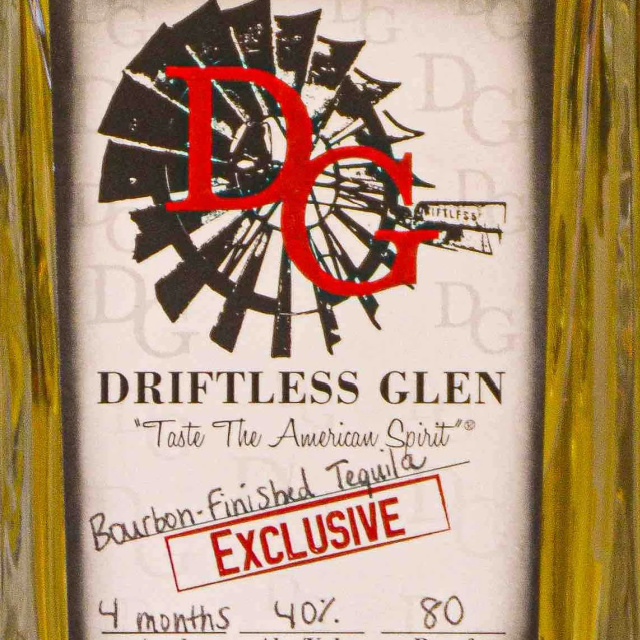 DG
DRIFTLESS
DRIFTLESS GLEN
"Taste The American Spirit"®
Bourbon-Finished Tequila
EXCLUSIVE
4 months 40% 80